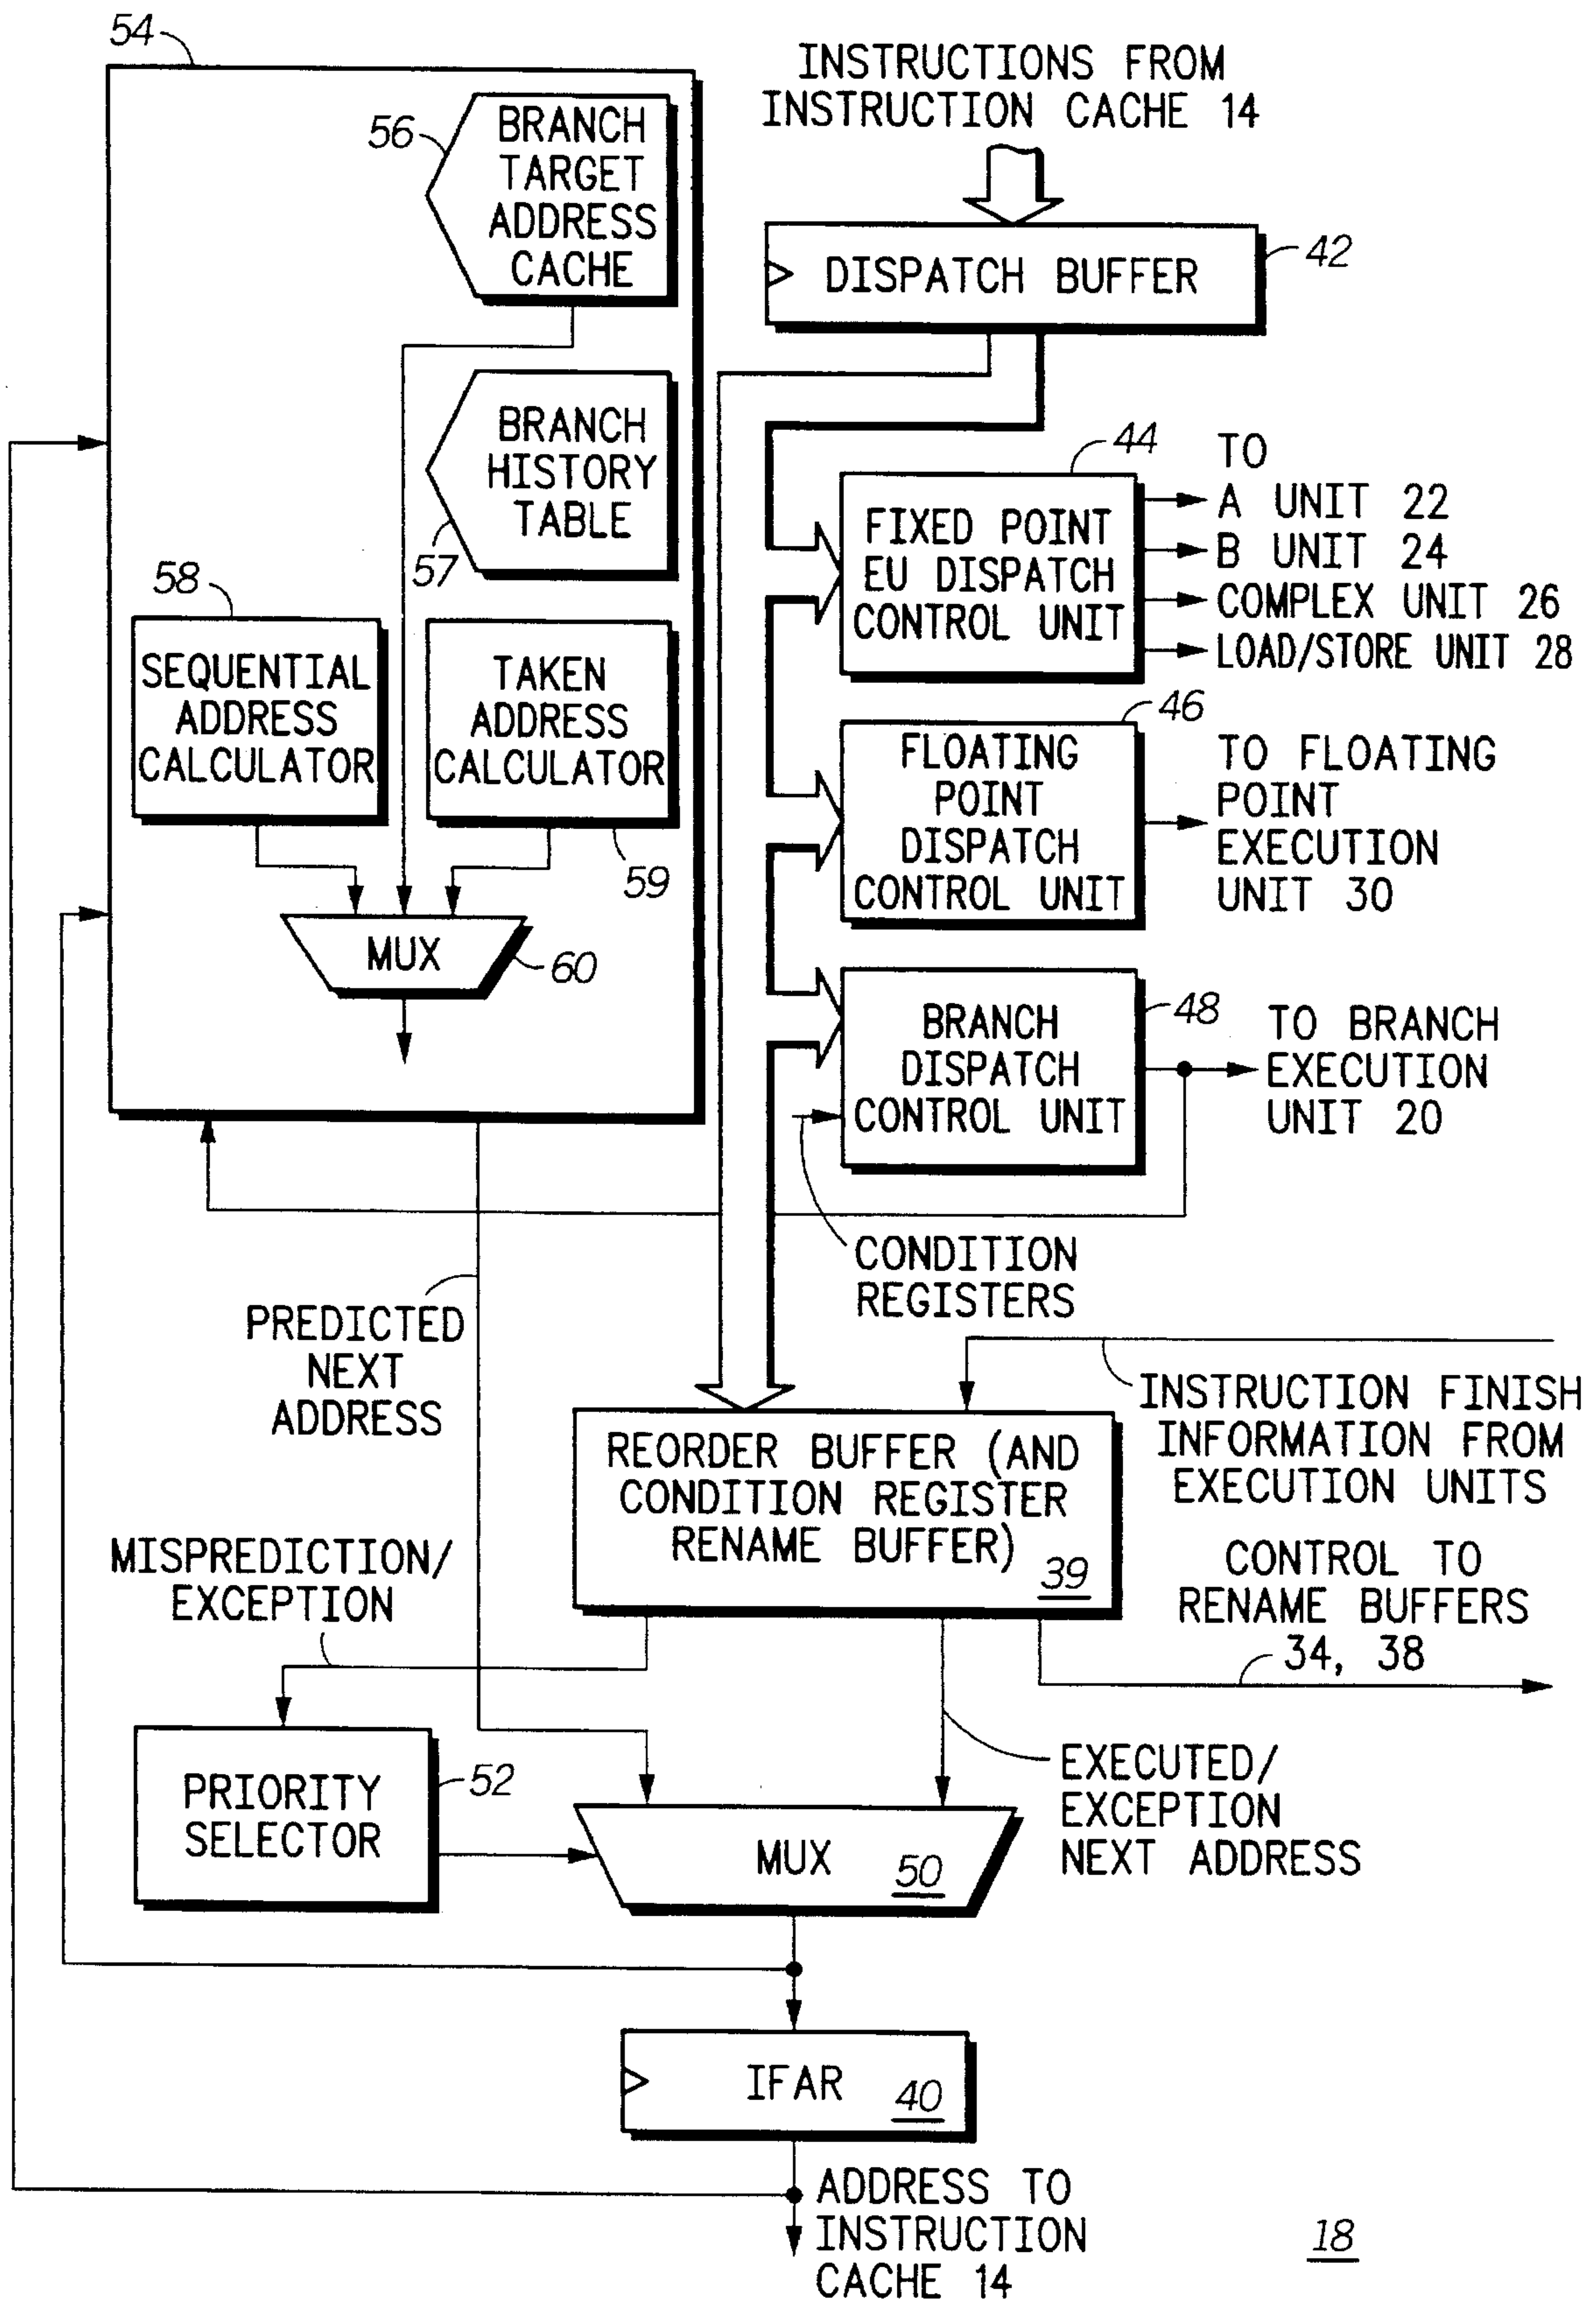 54
INSTRUCTIONS FROM
INSTRUCTION CACHE 14
56
BRANCH
TARGET
ADDRESS
CACHE
DISPATCH BUFFER
42
BRANCH
HISTORY
TABLE
57
44
FIXED POINT
EU DISPATCH
CONTROL UNIT
TO
A UNIT 22
B UNIT 24
COMPLEX UNIT 26
LOAD/STORE UNIT 28
58
SEQUENTIAL
ADDRESS
CALCULATOR
TAKEN
ADDRESS
CALCULATOR
59
46
FLOATING
POINT
DISPATCH
CONTROL UNIT
TO FLOATING
POINT
EXECUTION
UNIT 30
MUX
60
BRANCH
DISPATCH
CONTROL UNIT
48
TO BRANCH
EXECUTION
UNIT 20
CONDITION
REGISTERS
PREDICTED
NEXT
ADDRESS
INSTRUCTION FINISH
INFORMATION FROM
EXECUTION UNITS
REORDER BUFFER (AND
CONDITION REGISTER
RENAME BUFFER)
39
MISPREDICTION/
EXCEPTION
CONTROL TO
RENAME BUFFERS
34, 38
PRIORITY
SELECTOR
52
MUX
50
EXECUTED/
EXCEPTION
NEXT ADDRESS
IFAR
40
ADDRESS TO
INSTRUCTION
CACHE 14
18